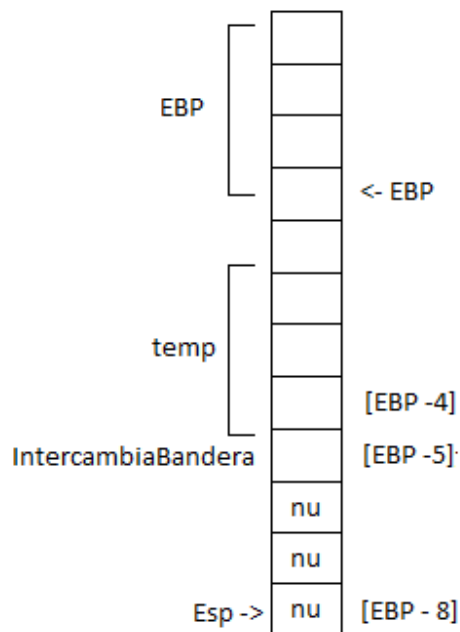 EBP
<- EBP
temp
[EBP -4]
IntercambiaBandera
[EBP -5]
nu
nu
Esp ->
nu
[EBP - 8]